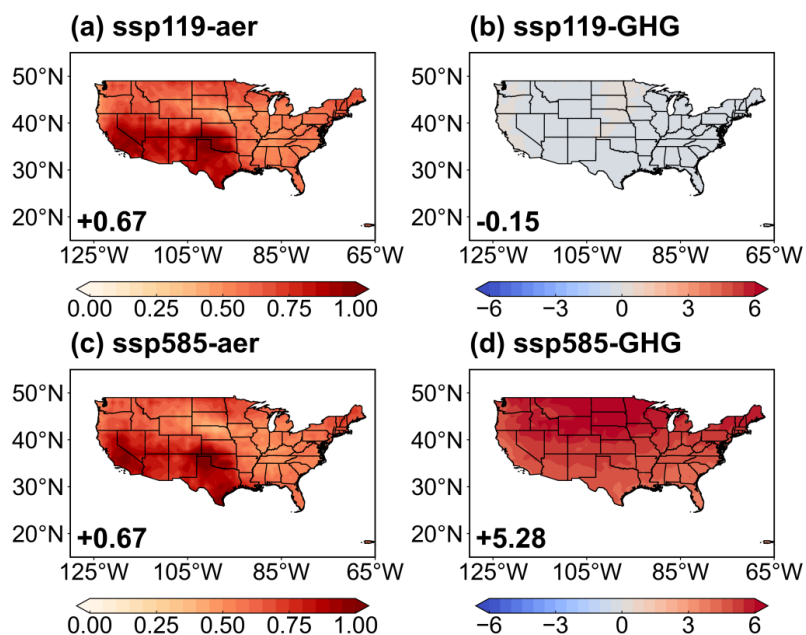 (a) ssp119-aer
(b) ssp119-GHG
50°N
40°N
30°N
20°N
+0.67
125°W 105°W 85°W 65°W
0.00 0.25 0.50 0.75 1.00
50°N
40°N
30°N
20°N
-0.15
125°W 105°W 85°W 65°W
−6 −3 0 3 6
(c) ssp585-aer
(d) ssp585-GHG
50°N
40°N
30°N
20°N
+0.67
125°W 105°W 85°W 65°W
0.00 0.25 0.50 0.75 1.00
50°N
40°N
30°N
20°N
+5.28
125°W 105°W 85°W 65°W
−6 −3 0 3 6